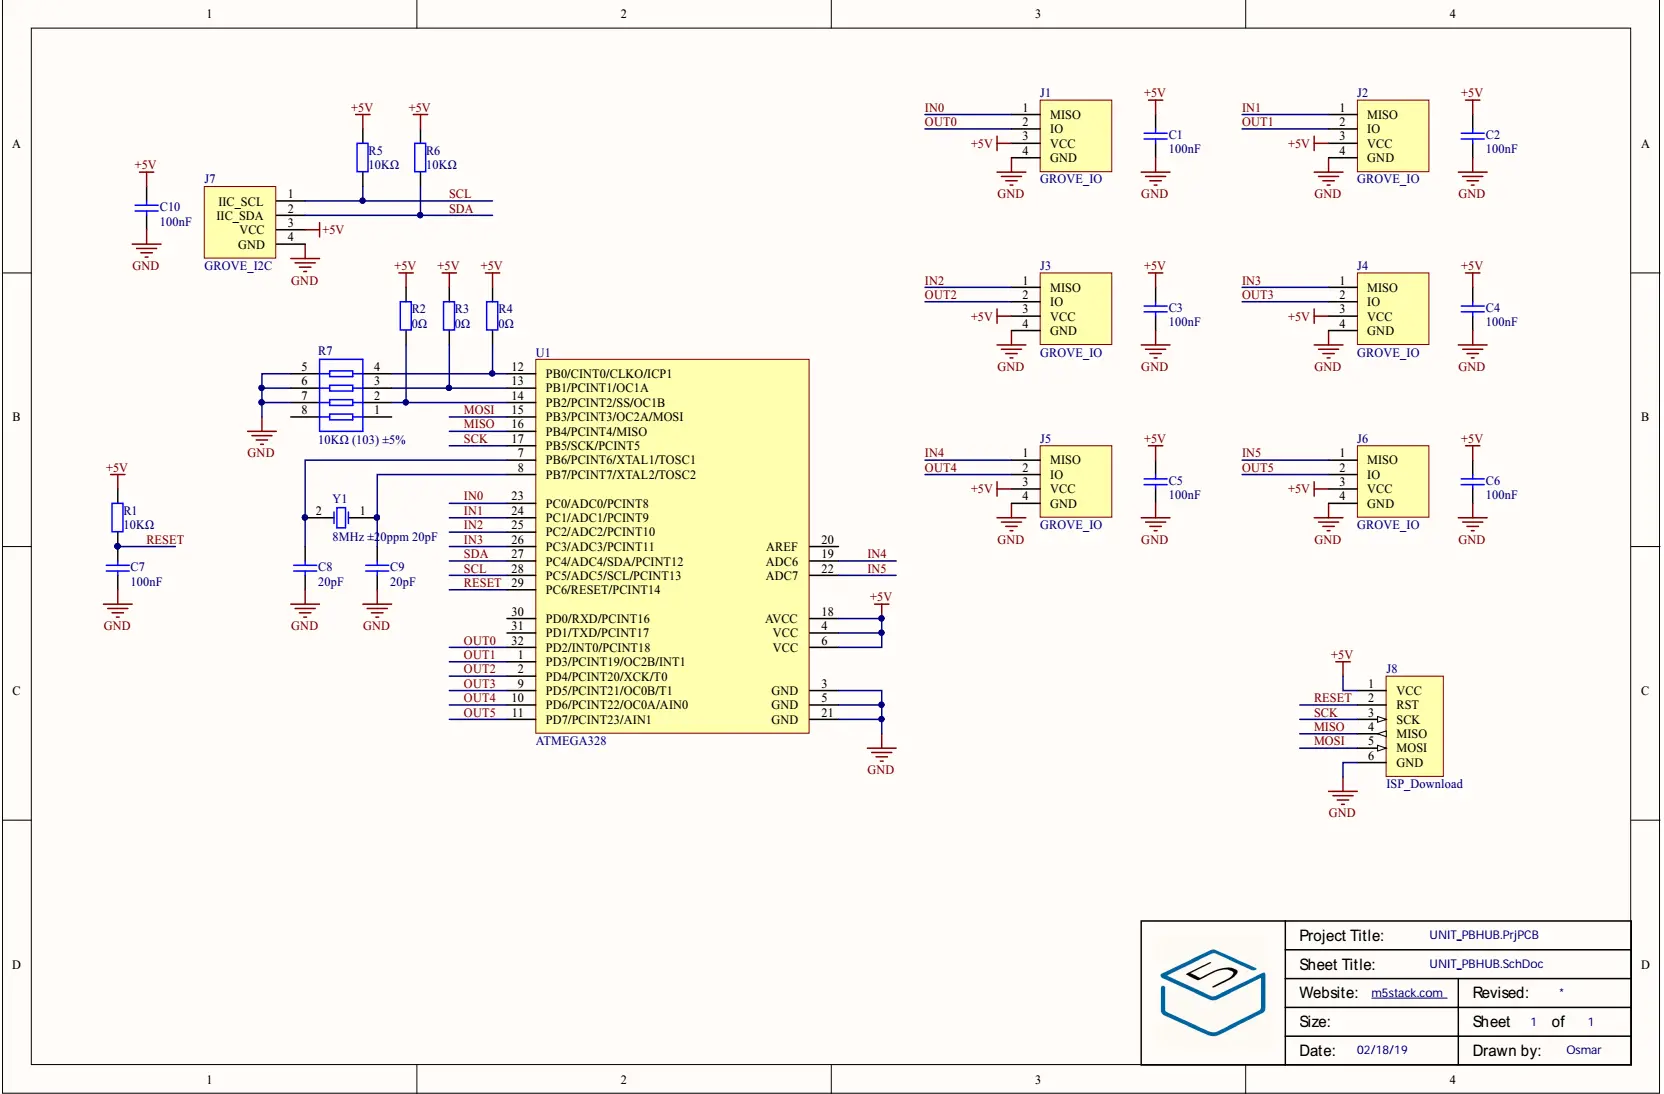 1 2 3 4
A A
B B
C C
D D
1 2 3 4
+5V
C10
100nF
GND
J7
IIC_SCL 1
IIC_SDA 2
VCC 3
GND 4
GROVE_I2C
+5V
GND
+5V +5V
R5 R6
10KΩ 10KΩ
SCL
SDA
+5V +5V +5V
R2 R3 R4
0Ω 0Ω 0Ω
R7
5 4
6 3
7 2
8 1
10KΩ (103) ±5%
GND
+5V
R1
10KΩ
RESET
C7
100nF
GND
Y1
2 1
8MHz ±20ppm 20pF
C8 C9
20pF 20pF
GND GND
U1
12 PB0/CINT0/CLKO/ICP1
13 PB1/PCINT1/OC1A
14 PB2/PCINT2/SS/OC1B
MOSI 15 PB3/PCINT3/OC2A/MOSI
MISO 16 PB4/PCINT4/MISO
SCK 17 PB5/SCK/PCINT5
7 PB6/PCINT6/XTAL1/TOSC1
8 PB7/PCINT7/XTAL2/TOSC2
IN0 23 PC0/ADC0/PCINT8
IN1 24 PC1/ADC1/PCINT9
IN2 25 PC2/ADC2/PCINT10
IN3 26 PC3/ADC3/PCINT11
SDA 27 PC4/ADC4/SDA/PCINT12
SCL 28 PC5/ADC5/SCL/PCINT13
RESET 29 PC6/RESET/PCINT14
30 PD0/RXD/PCINT16
31 PD1/TXD/PCINT17
OUT0 32 PD2/INT0/PCINT18
OUT1 1 PD3/PCINT19/OC2B/INT1
OUT2 2 PD4/PCINT20/XCK/T0
OUT3 9 PD5/PCINT21/OC0B/T1
OUT4 10 PD6/PCINT22/OC0A/AIN0
OUT5 11 PD7/PCINT23/AIN1
AREF 20
ADC6 19 IN4
ADC7 22 IN5
+5V
AVCC 18
VCC 4
VCC 6
GND 3
GND 5
GND 21
GND
ATMEGA328
J1
IN0 1 MISO
OUT0 2 IO
+5V 3 VCC
4 GND
GND
GROVE_IO
+5V
C1
100nF
GND
J2
IN1 1 MISO
OUT1 2 IO
+5V 3 VCC
4 GND
GND
GROVE_IO
+5V
C2
100nF
GND
J3
IN2 1 MISO
OUT2 2 IO
+5V 3 VCC
4 GND
GND
GROVE_IO
+5V
C3
100nF
GND
J4
IN3 1 MISO
OUT3 2 IO
+5V 3 VCC
4 GND
GND
GROVE_IO
+5V
C4
100nF
GND
J5
IN4 1 MISO
OUT4 2 IO
+5V 3 VCC
4 GND
GND
GROVE_IO
+5V
C5
100nF
GND
J6
IN5 1 MISO
OUT5 2 IO
+5V 3 VCC
4 GND
GND
GROVE_IO
+5V
C6
100nF
GND
+5V
J8
1 VCC
RESET 2 RST
SCK 3 SCK
MISO 4 MISO
MOSI 5 MOSI
6 GND
ISP_Download
GND
5
Project Title: UNIT_PBHUB.PrjPCB
Sheet Title: UNIT_PBHUB.SchDoc
Website: m5stack.com Revised: *
Size: Sheet 1 of 1
Date: 02/18/19 Drawn by: Osmar